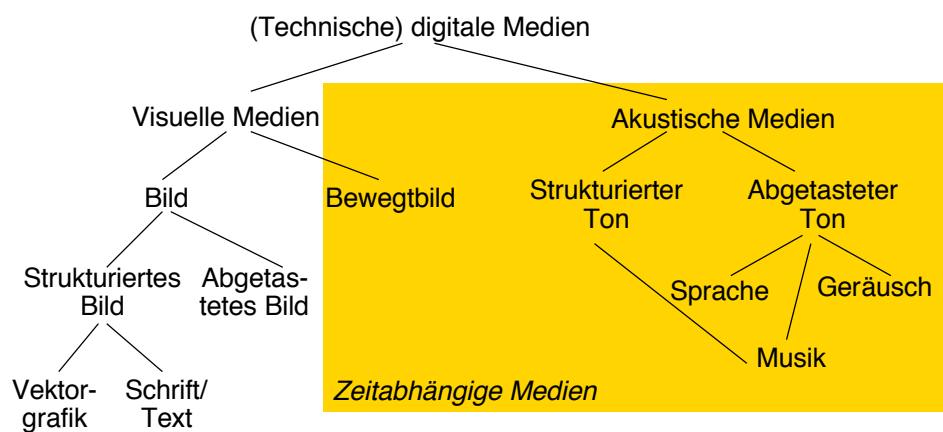 (Technische) digitale Medien
Visuelle Medien
Akustische Medien
Bild
Bewegtbild
Strukturierter
Ton
Abgetasteter
Ton
Strukturiertes
Bild
Abgetas-
tetes Bild
Sprache
Geräusch
Musik
Vektor-
grafik
Schrift/
Text
Zeitabhängige Medien